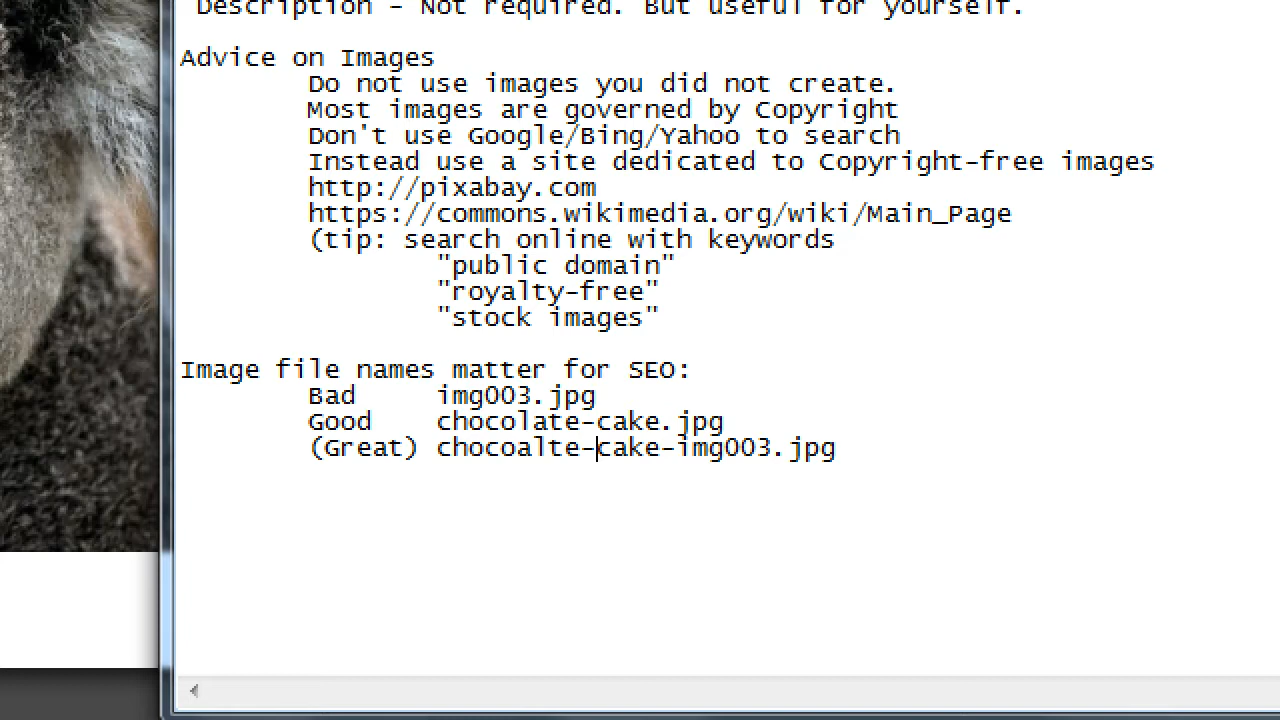 Description - Not required. But useful for yourself.
Advice on Images
Do not use images you did not create.
Most images are governed by Copyright
Don't use Google/Bing/Yahoo to search
Instead use a site dedicated to Copyright-free images
http://pixabay.com
https://commons.wikimedia.org/wiki/Main_Page
(tip: search online with keywords
"public domain"
"royalty-free"
"stock images"
Image file names matter for SEO:
Bad img003.jpg
Good chocolate-cake.jpg
(Great) chocoalte-cake-img003.jpg